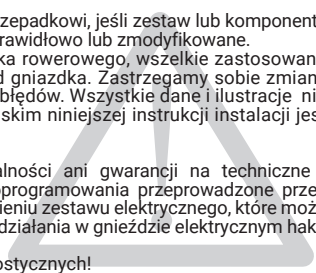 zepadkowi, jeśli zestaw lub komponent
rawidłowo lub zmodyfikowane.
ka rowerowego, wszelkie zastosowan
d gniazdka. Zastrzegamy sobie zmian
błędów. Wszystkie dane i ilustracje ni
skim niniejszej instrukcji instalacji jes
alności ani gwarancji na techniczne
oprogramowania przeprowadzone prze
ieniu zestawu elektrycznego, które moż
działania w gnieździe elektrycznym hak
ostycznych!